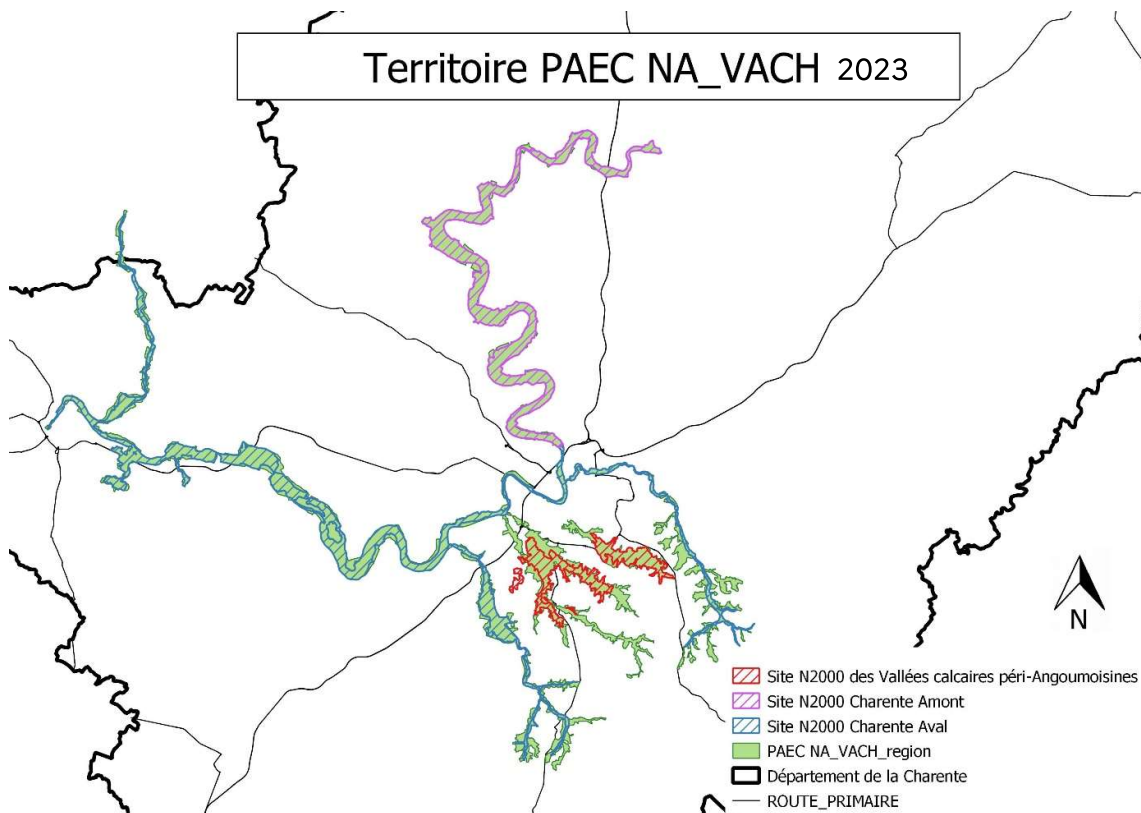 Territoire PAEC NA_VACH 2023
N
Site N2000 des Vallées calcaires péri-Angoumoisines
Site N2000 Charente Amont
Site N2000 Charente Aval
PAEC NA_VACH_region
Département de la Charente
ROUTE_PRIMAIRE